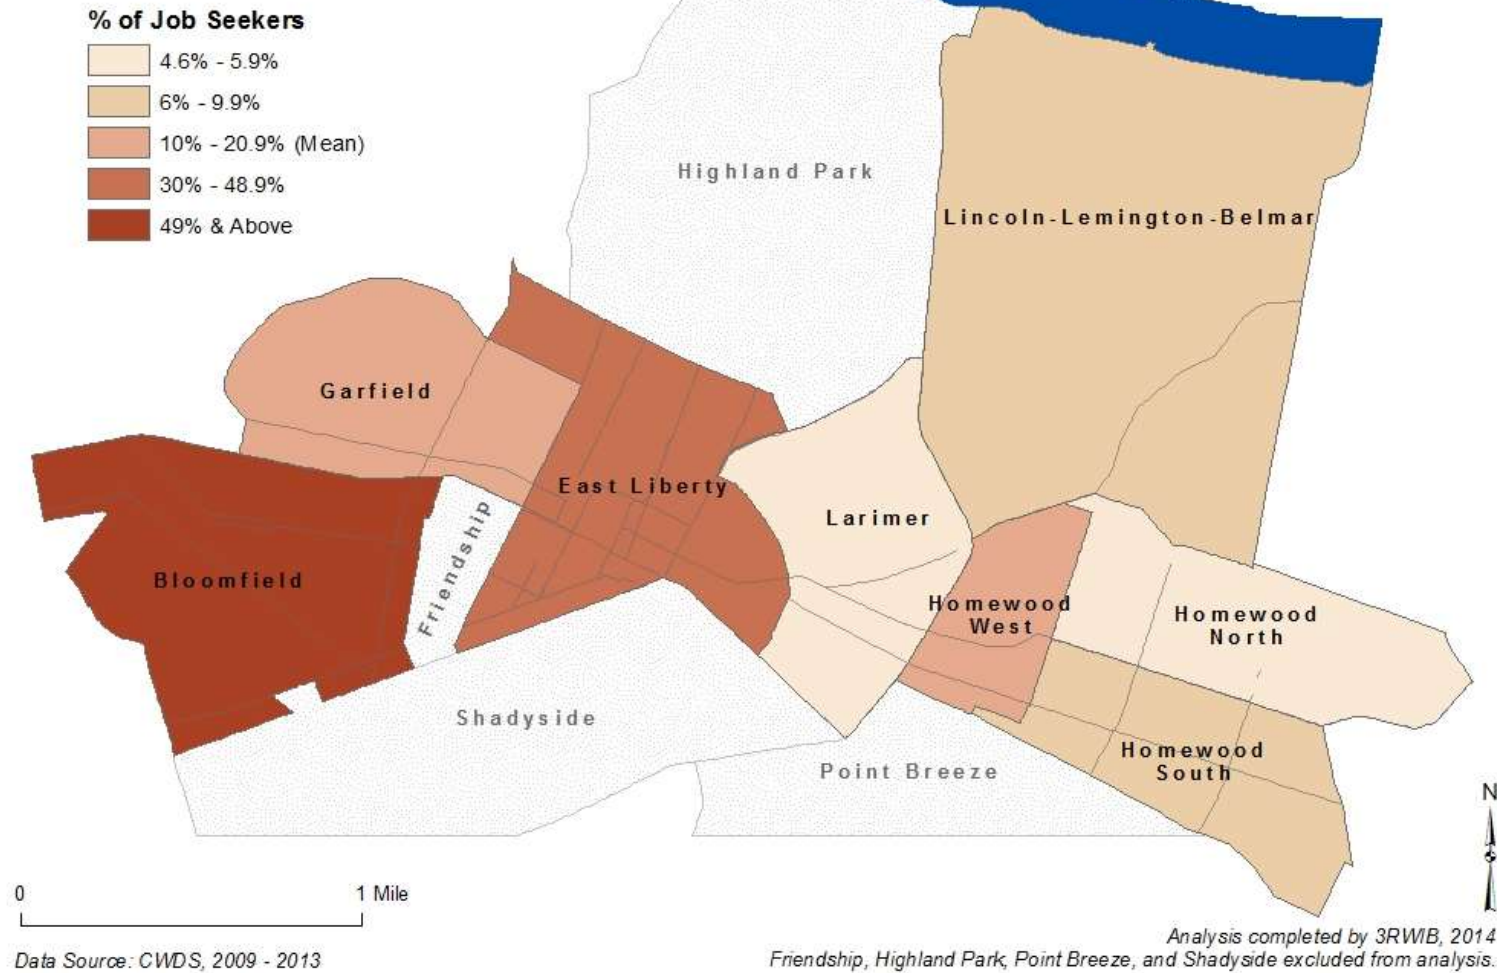 % of Job Seekers
4.6% - 5.9%
6% - 9.9%
10% - 20.9% (Mean)
30% - 48.9%
49% & Above
Highland Park
Lincoln-Lemington-Belmar
Garfield
East Liberty
Larimer
Friendship
Bloomfield
Homewood
West
Homewood
North
Shadyside
Homewood
South
Point Breeze
N
0
1 Mile
Analysis completed by 3RWIB, 2014
Data Source: CWDS, 2009 - 2013
Friendship, Highland Park, Point Breeze, and Shadyside excluded from analysis.